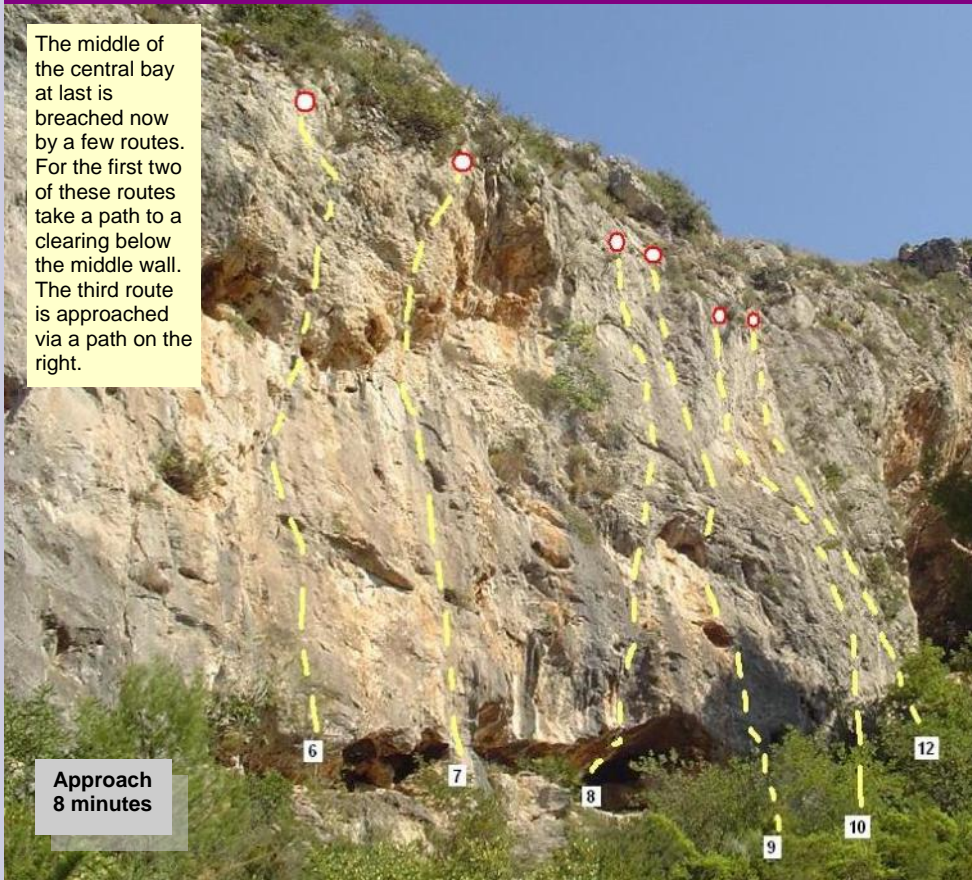 The middle of
the central bay
at last is
breached now
by a few routes.
For the first two
of these routes
take a path to a
clearing below
the middle wall.
The third route
is approached
via a path on the
right.
6
7
8
9
10
12
Approach
8 minutes